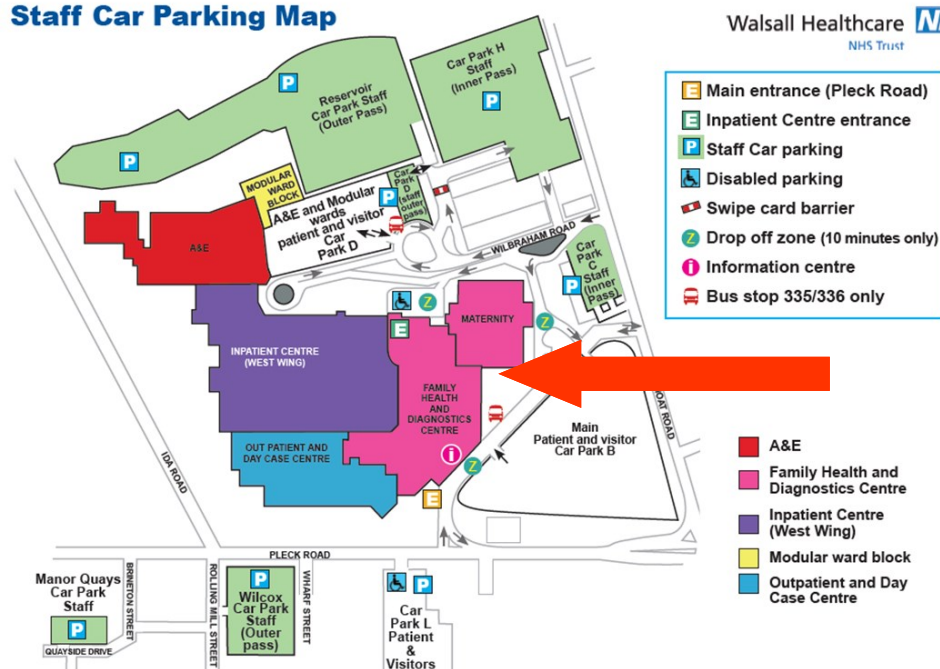 Staff Car Parking Map
Walsall Healthcare
NHS Trust
E Main entrance (Pleck Road)
E Inpatient Centre entrance
P Staff Car parking
Disabled parking
Swipe card barrier
Z Drop off zone (10 minutes only)
i Information centre
Bus stop 335/336 only
Car Park H
Staff
(Inner Pass)
P
Reservoir
Car Park Staff
(Outer Pass)
P
P
MODULAR
WARD
BLOCK
A&E and Modular
wards
patient and visitor
Car
Park D
P
Car
Park
D
(staff
outer
pass)
A&E
WILBRAHAM ROAD
Car
Park
C
Staff
(Inner
Pass)
P
Z
E
MATERNITY
Z
INPATIENT CENTRE
(WEST WING)
FAMILY
HEALTH
AND
DIAGNOSTICS
CENTRE
OUT PATIENT AND
DAY CASE CENTRE
i
Z
E
Main
Patient and visitor
Car Park B
OAT ROAD
IDA ROAD
PLECK ROAD
A&E
Family Health and
Diagnostics Centre
Inpatient Centre
(West Wing)
Modular ward block
Outpatient and Day
Case Centre
Manor Quays
Car Park
Staff
P
QUAYSIDE DRIVE
BRINETON STREET
ROLLING MILL STREET
P
Wilcox
Car Park
Staff
(Outer
pass)
WHARF STREET
P
Car
Park L
Patient
&
Visitors